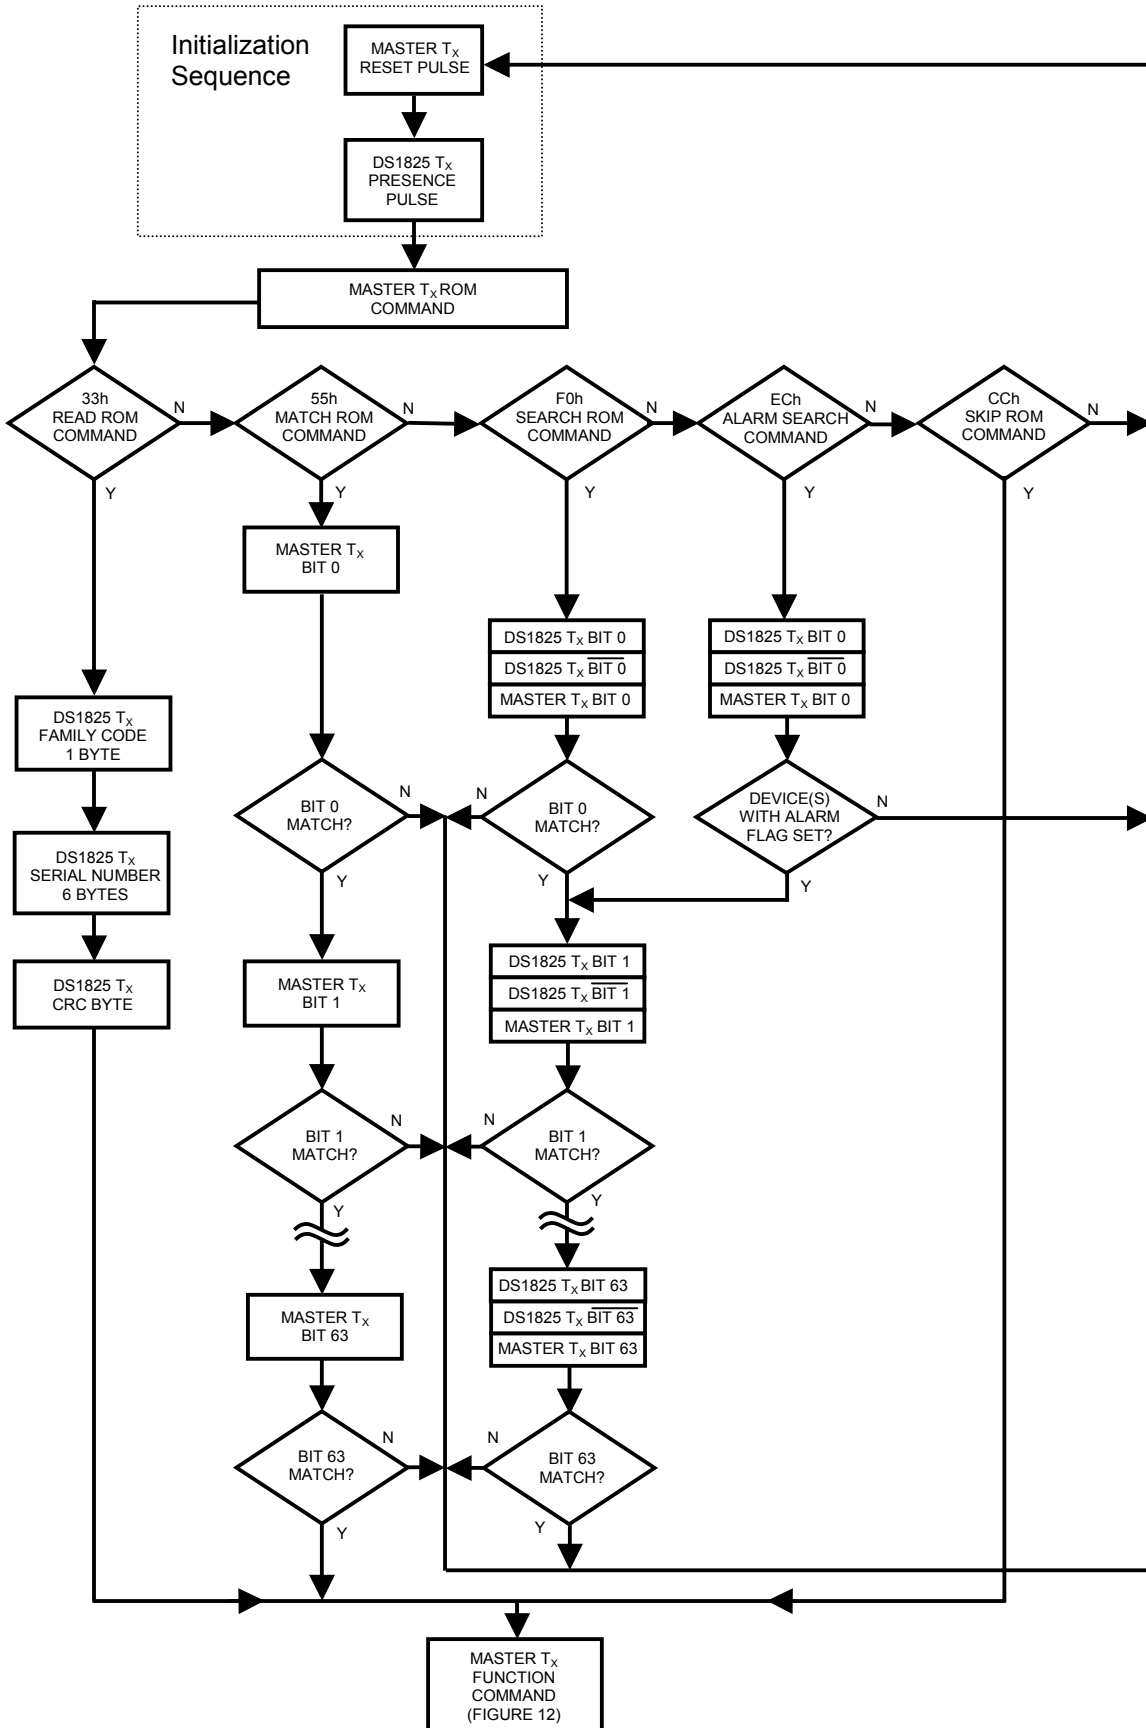 Initialization
Sequence
MASTER TX
RESET PULSE
DS1825 TX
PRESENCE
PULSE
MASTER TX ROM
COMMAND
33h
READ ROM
COMMAND
N
Y
55h
MATCH ROM
COMMAND
N
Y
F0h
SEARCH ROM
COMMAND
N
Y
ECh
ALARM SEARCH
COMMAND
N
Y
CCh
SKIP ROM
COMMAND
N
Y
DS1825 TX
FAMILY CODE
1 BYTE
DS1825 TX
SERIAL NUMBER
6 BYTES
DS1825 TX
CRC BYTE
MASTER TX
BIT 0
BIT 0
MATCH?
N
Y
MASTER TX
BIT 1
BIT 1
MATCH?
N
Y
MASTER TX
BIT 63
BIT 63
MATCH?
N
Y
DS1825 TX BIT 0
DS1825 TX BIT 0
MASTER TX BIT 0
BIT 0
MATCH?
N
Y
DS1825 TX BIT 1
DS1825 TX BIT 1
MASTER TX BIT 1
BIT 1
MATCH?
N
Y
DS1825 TX BIT 63
DS1825 TX BIT 63
MASTER TX BIT 63
BIT 63
MATCH?
N
Y
DS1825 TX BIT 0
DS1825 TX BIT 0
MASTER TX BIT 0
DEVICE(S)
WITH ALARM
FLAG SET?
N
Y
MASTER TX
FUNCTION
COMMAND
(FIGURE 12)